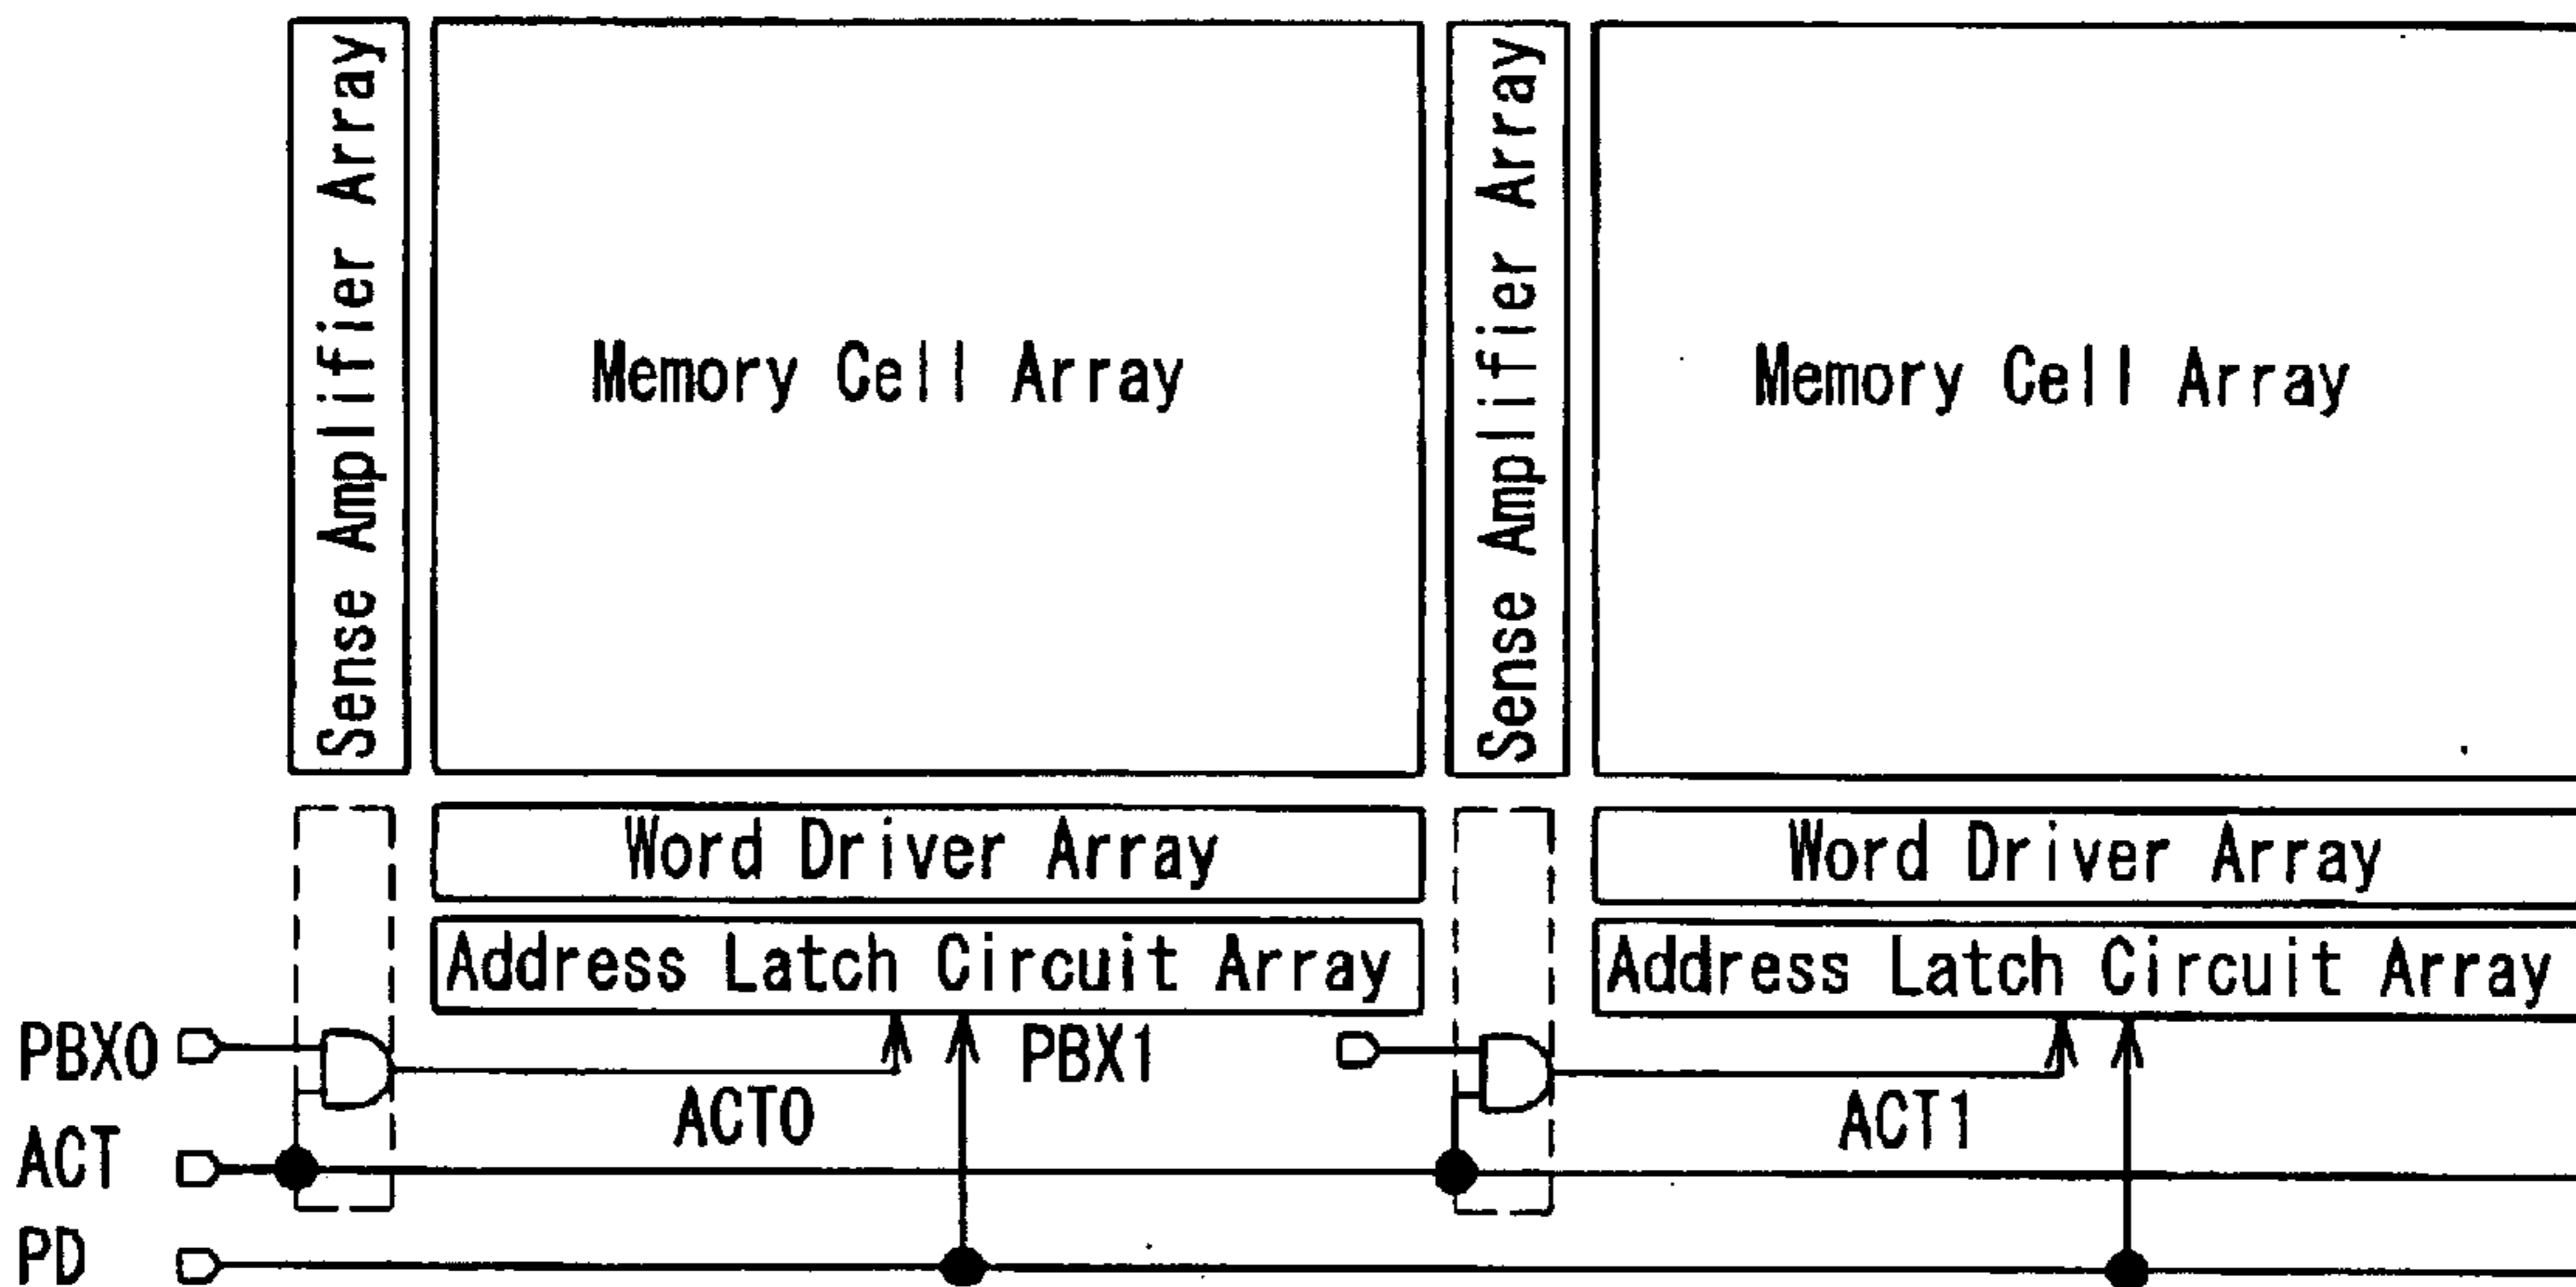 Sense Amplifier Array
Memory Cell Array
Sense Amplifier Array
Memory Cell Array
Word Driver Array
Word Driver Array
Address Latch Circuit Array
Address Latch Circuit Array
PBX0
PBX1
ACT0
ACT1
ACT
PD